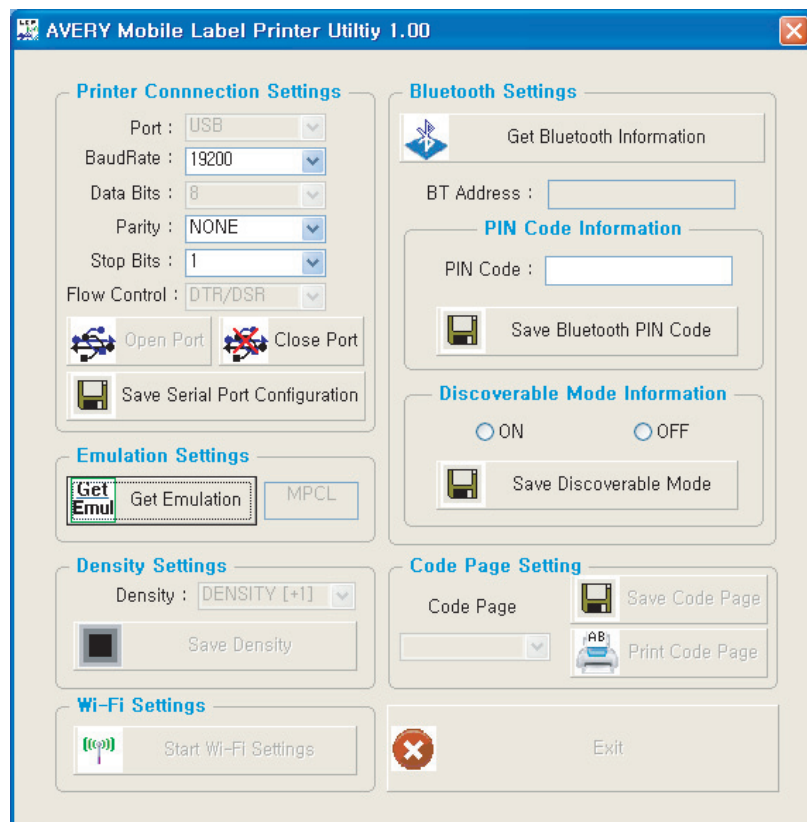 AVERY Mobile Label Printer Utiltiy 1.00
Printer Connnection Settings
Port : USB
BaudRate : 19200
Data Bits : 8
Parity : NONE
Stop Bits : 1
Flow Control : DTR/DSR
Open Port
Close Port
Save Serial Port Configuration
Emulation Settings
Get
Emul
Get Emulation
MPCL
Density Settings
Density : DENSITY [+1]
Save Density
Wi-Fi Settings
Start Wi-Fi Settings
Bluetooth Settings
Get Bluetooth Information
BT Address :
PIN Code Information
PIN Code :
Save Bluetooth PIN Code
Discoverable Mode Information
ON
OFF
Save Discoverable Mode
Code Page Setting
Code Page
Save Code Page
AB
Print Code Page
Exit